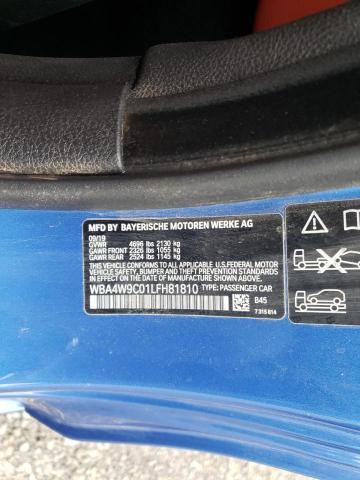 MFD BY BAYERISCHE MOTOREN WERKE AG
09/19
GVWR 4696 lbs 2130 kg
GAWR FRONT 2326 lbs 1055 kg
GAWR REAR 2524 lbs 1145 kg
THIS VEHICLE CONFORMS TO ALL APPLICABLE U.S. FEDERAL
MOTOR VEHICLE SAFETY, BUMPER, AND THEFT PREVENTION
STANDARDS IN EFFECT ON THE DATE OF MANUFACTURE SHOWN ABOVE.
WBA4W9C01LFH81810 TYPE: PASSENGER CAR
B45
7 315 814